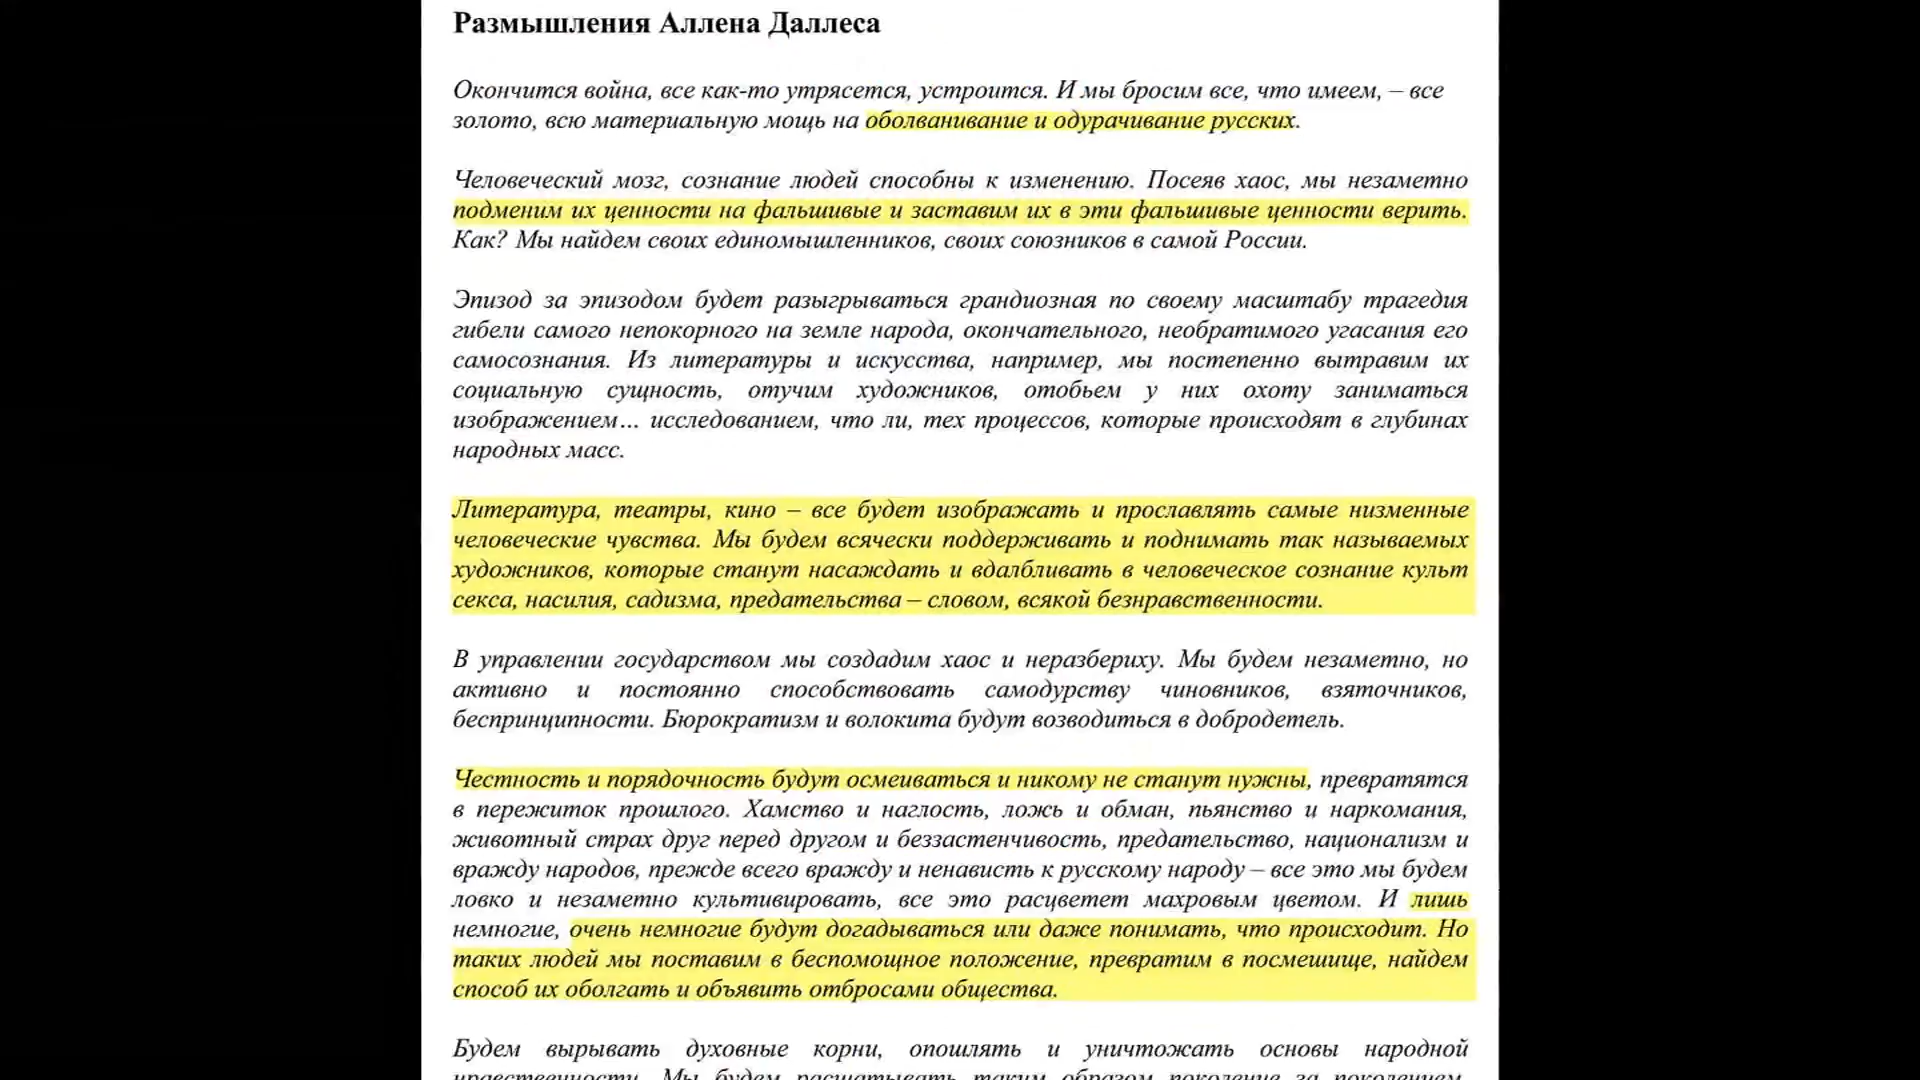 Размышления Аллена Даллеса
Окончится война, все как-то утрясется, устроится. И мы бросим все, что имеем, – все
золото, всю материальную мощь на оболванивание и одурачивание русских.
Человеческий мозг, сознание людей способны к изменению. Посеяв хаос, мы незаметно
подменим их ценности на фальшивые и заставим их в эти фальшивые ценности верить.
Как? Мы найдем своих единомышленников, своих союзников в самой России.
Эпизод за эпизодом будет разыгрываться грандиозная по своему масштабу трагедия
гибели самого непокорного на земле народа, окончательного, необратимого угасания его
самосознания. Из литературы и искусства, например, мы постепенно вытравим их
социальную сущность, отучим художников, отобьем у них охоту заниматься
изображением… исследованием, что ли, тех процессов, которые происходят в глубинах
народных масс.
Литература, театры, кино – все будет изображать и прославлять самые низменные
человеческие чувства. Мы будем всячески поддерживать и поднимать так называемых
художников, которые станут насаждать и вдалбливать в человеческое сознание культ
секса, насилия, садизма, предательства – словом, всякой безнравственности.
В управлении государством мы создадим хаос и неразбериху. Мы будем незаметно, но
активно и постоянно способствовать самодурству чиновников, взяточников,
беспринципности. Бюрократизм и волокита будут возводиться в добродетель.
Честность и порядочность будут осмеиваться и никому не станут нужны, превратятся
в пережиток прошлого. Хамство и наглость, ложь и обман, пьянство и наркомания,
животный страх друг перед другом и беззастенчивость, предательство, национализм и
вражду народов, прежде всего вражду и ненависть к русскому народу – все это мы будем
ловко и незаметно культивировать, все это расцветет махровым цветом. И лишь
немногие, очень немногие будут догадываться или даже понимать, что происходит. Но
таких людей мы поставим в беспомощное положение, превратим в посмешище, найдем
способ их оболгать и объявить отбросами общества.
Будем вырывать духовные корни, опошлять и уничтожать основы народной
нравственности. Мы будем расшатывать таким образом поколение за поколением.